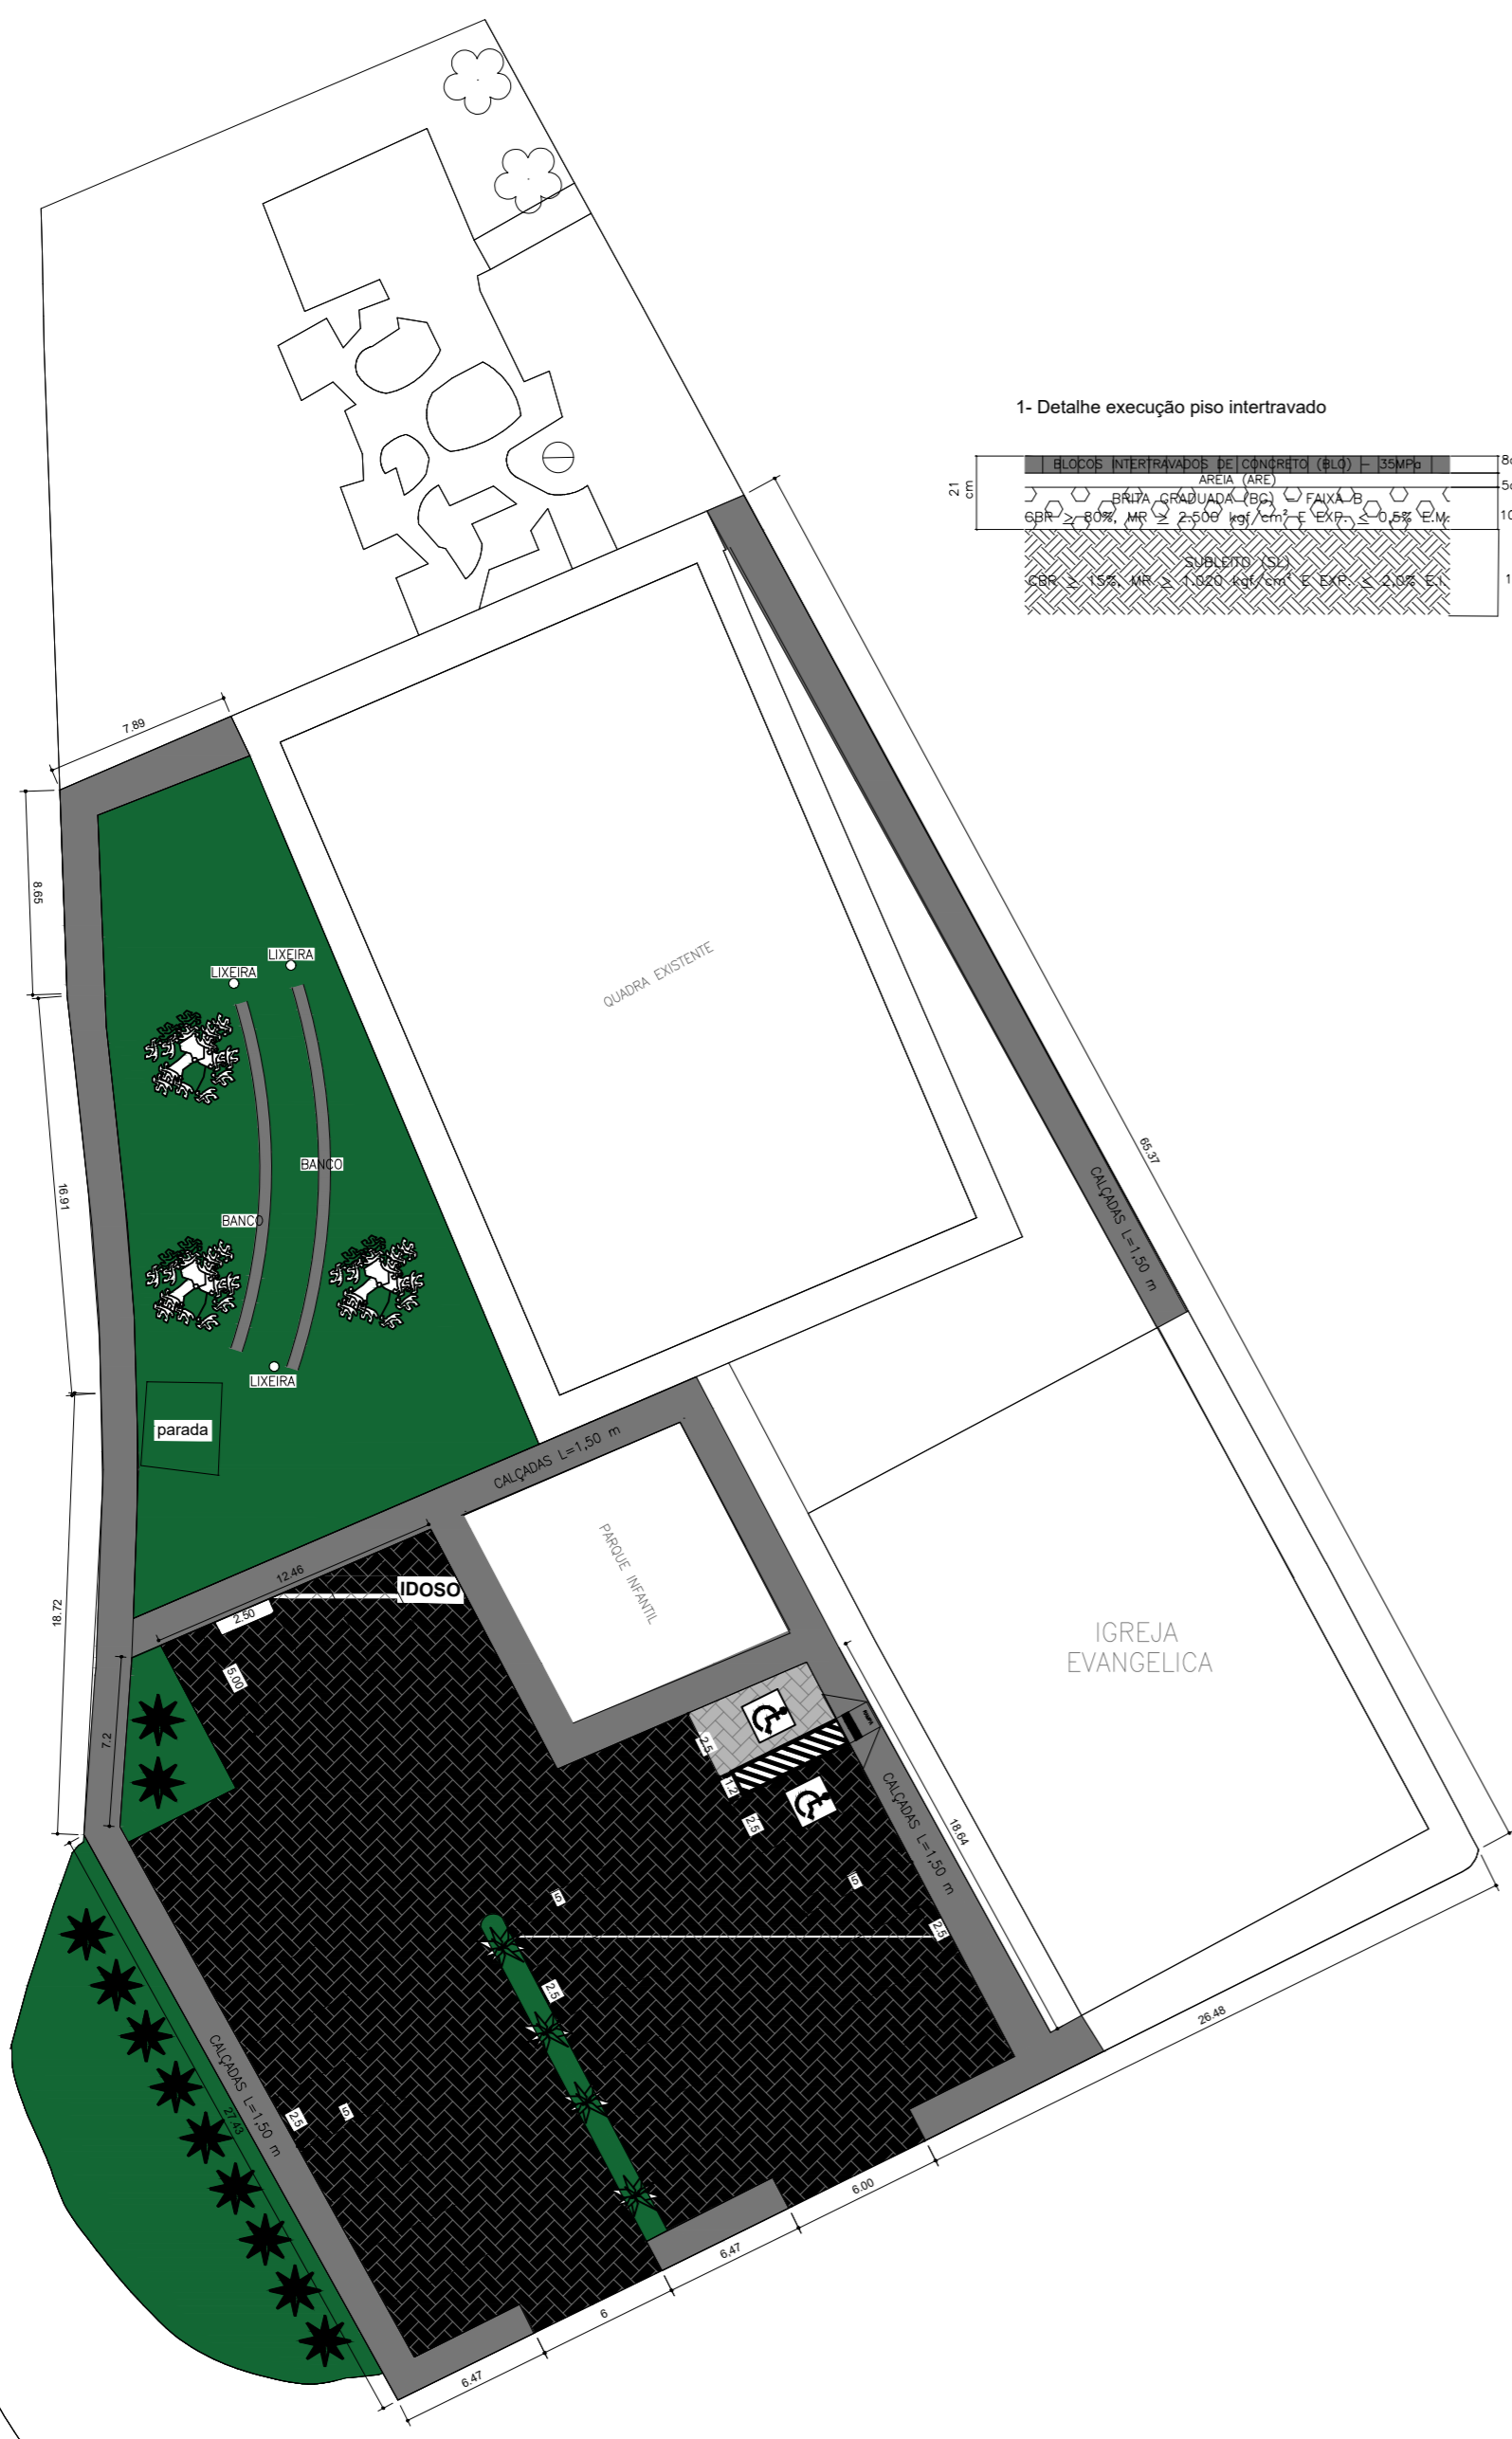 1- Detalhe execução piso intertravado
BLOCOS INTERTRAVADOS DE CONCRETO (BLO) – 35MPa
AREIA (ARE)
BRITA GRADUADA (BG) – FAIXA B
CBR ≥ 80%, MR ≥ 2.500 kgf/cm² E EXP. ≤ 0,5% E.M.
SUBLEITO (SL)
CBR ≥ 15%, MR ≥ 1.020 kgf/cm² E EXP. ≤ 2,0% E.I.
21
cm
7.89
8.65
LIXEIRA
LIXEIRA
QUADRA EXISTENTE
65.37
16.91
BANCO
BANCO
CALÇADAS L=1,50 m
LIXEIRA
parada
CALÇADAS L=1,50 m
12.46
IDOSO
2.50
PARQUE INFANTIL
18.72
5.00
IGREJA
EVANGELICA
7.2
2.5
1.2
2.5
CALÇADAS L=1,50 m
18.64
5
5
2.5
2.5
26.48
CALÇADAS L=1,50 m
27.43
2.5
5
6.00
6,47
6
6.47